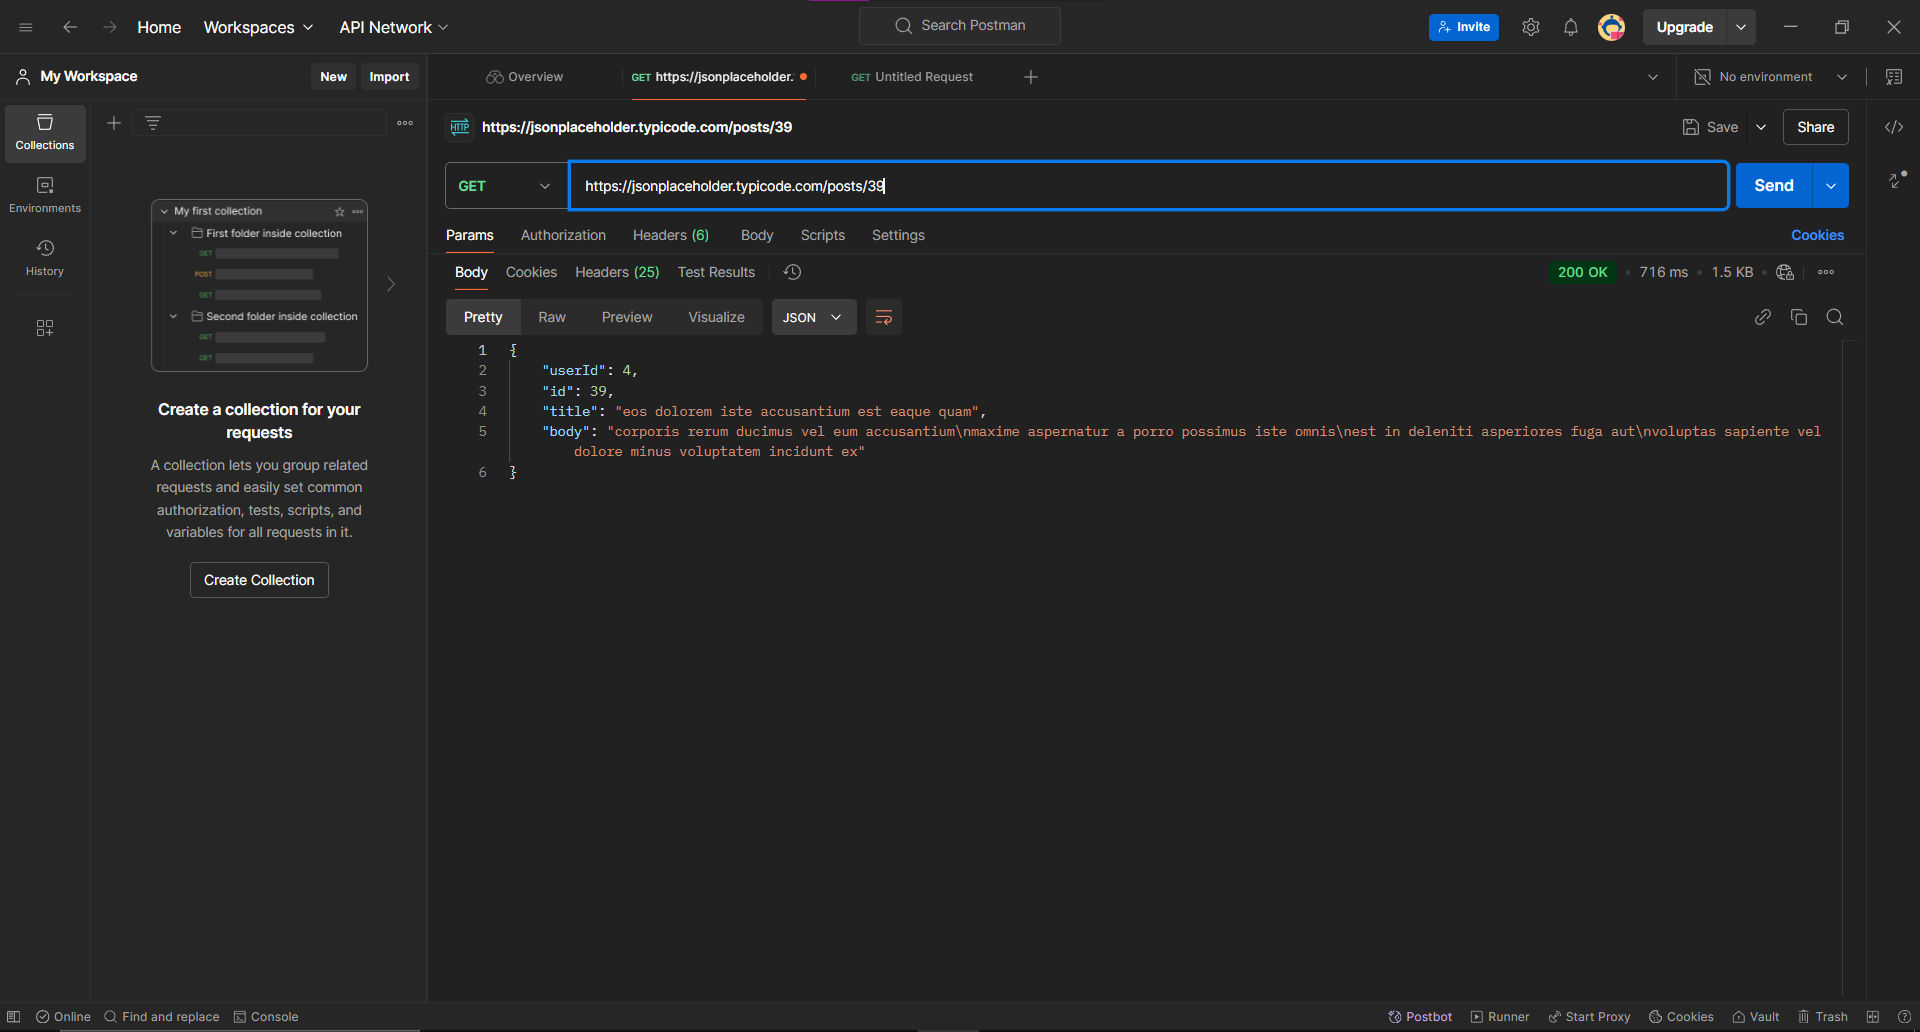 Home Workspaces API Network Search Postman Invite Upgrade
My Workspace New Import Overview GET https://jsonplaceholder. GET Untitled Request No environment
Collections
Environments
History
My first collection
First folder inside collection
GET
POST
GET
Second folder inside collection
GET
GET
Create a collection for your
requests
A collection lets you group related
requests and easily set common
authorization, tests, scripts, and
variables for all requests in it.
Create Collection
HTTP https://jsonplaceholder.typicode.com/posts/39 Save Share
GET https://jsonplaceholder.typicode.com/posts/39 Send
Params Authorization Headers (6) Body Scripts Settings Cookies
Body Cookies Headers (25) Test Results 200 OK 716 ms 1.5 KB
Pretty Raw Preview Visualize JSON
1 {
2 "userId": 4,
3 "id": 39,
4 "title": "eos dolorem iste accusantium est eaque quam",
5 "body": "corporis rerum ducimus vel eum accusantium\nmaxime aspernatur a porro possimus iste omnis\nest in deleniti asperiores fuga aut\nvoluptas sapiente vel
dolore minus voluptatem incidunt ex"
6 }
Online Find and replace Console Postbot Runner Start Proxy Cookies Vault Trash